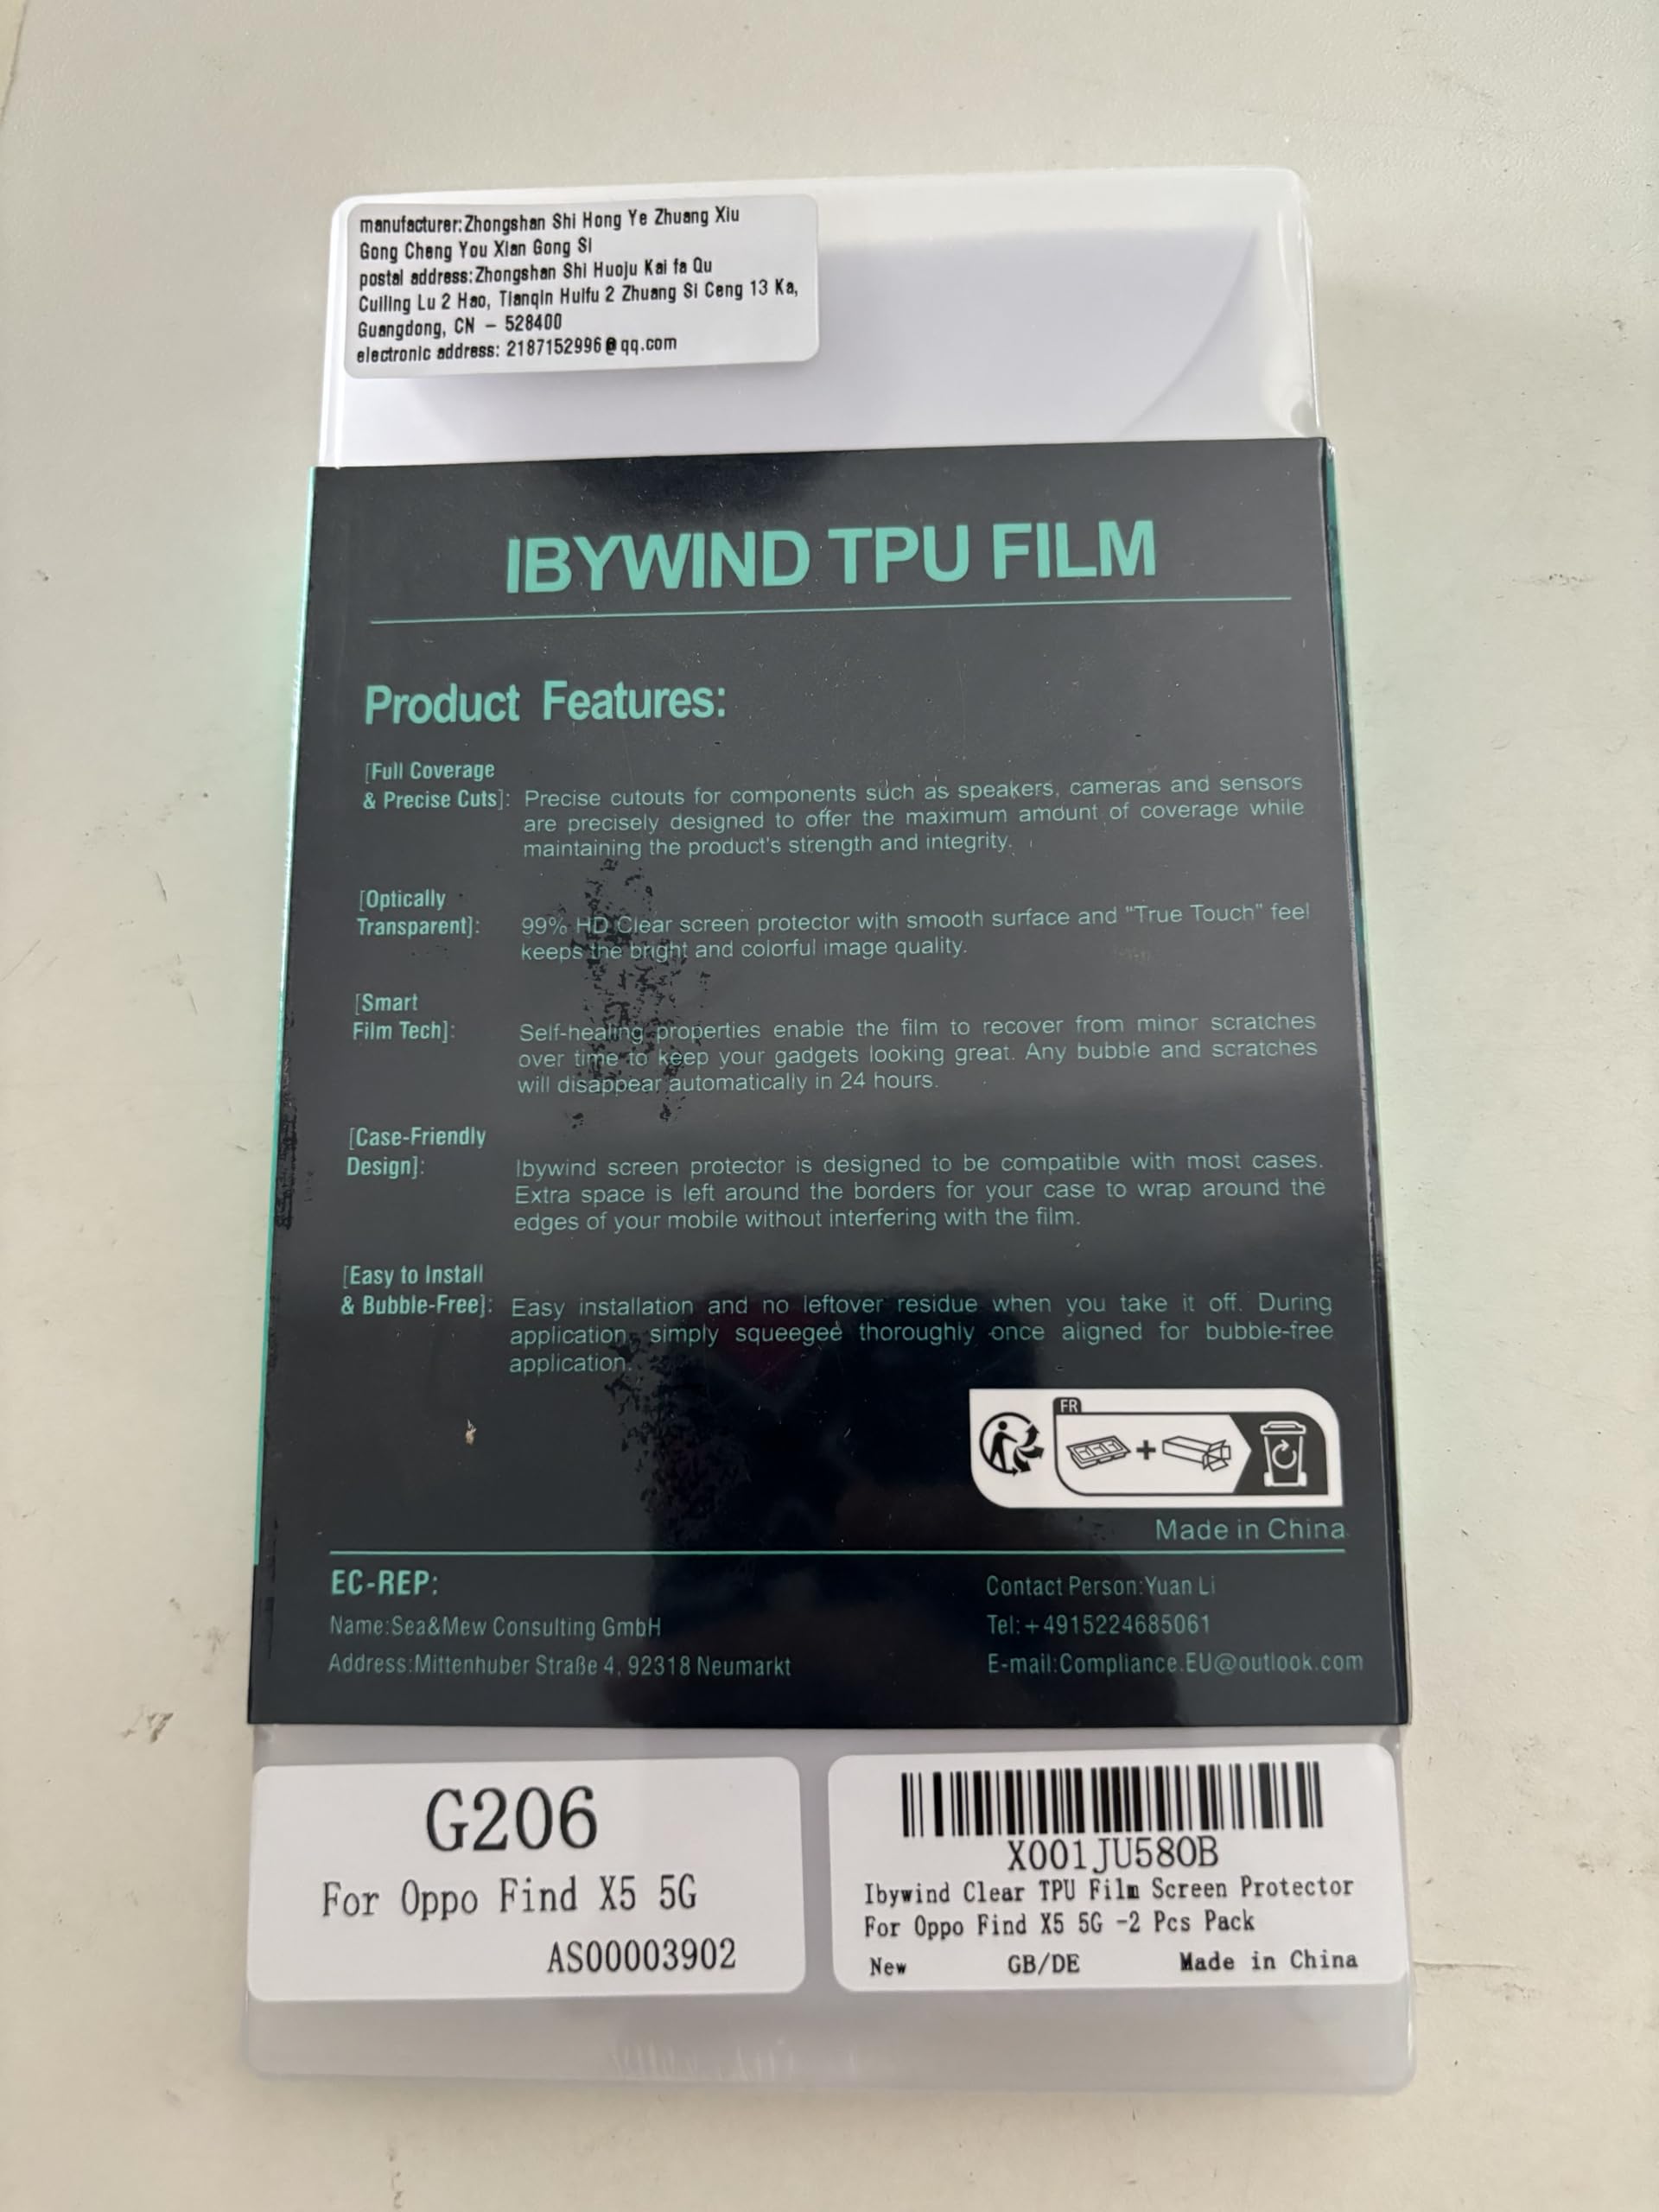 manufacturer:Zhongshan Shi Hong Ye Zhuang Xiu
Gong Cheng You Xian Gong Si
postal address:Zhongshan Shi Huoju Kai fa Qu
Cuiling Lu 2 Hao, Tianqin Huifu 2 Zhuang Si Ceng 13 Ka,
Guangdong, CN - 528400
electronic address: 2187152996@qq.com
IBYWIND TPU FILM
Product Features:
[Full Coverage
& Precise Cuts]: Precise cutouts for components such as speakers, cameras and sensors
are precisely designed to offer the maximum amount of coverage while
maintaining the product's strength and integrity.
[Optically
Transparent]: 99% HD Clear screen protector with smooth surface and "True Touch" feel
keeps the bright and colorful image quality.
[Smart
Film Tech]: Self-healing properties enable the film to recover from minor scratches
over time to keep your gadgets looking great. Any bubble and scratches
will disappear automatically in 24 hours.
[Case-Friendly
Design]: Ibywind screen protector is designed to be compatible with most cases.
Extra space is left around the borders for your case to wrap around the
edges of your mobile without interfering with the film.
[Easy to Install
& Bubble-Free]: Easy installation and no leftover residue when you take it off. During
application, simply squeegee thoroughly once aligned for bubble-free
application.
FR
+
Made in China
EC-REP:
Name:Sea&Mew Consulting GmbH
Address:Mittenhuber Straße 4, 92318 Neumarkt
Contact Person:Yuan Li
Tel:+4915224685061
E-mail:Compliance.EU@outlook.com
G206
For Oppo Find X5 5G
AS00003902
X001JU580B
Ibywind Clear TPU Film Screen Protector
For Oppo Find X5 5G -2 Pcs Pack
New GB/DE Made in China